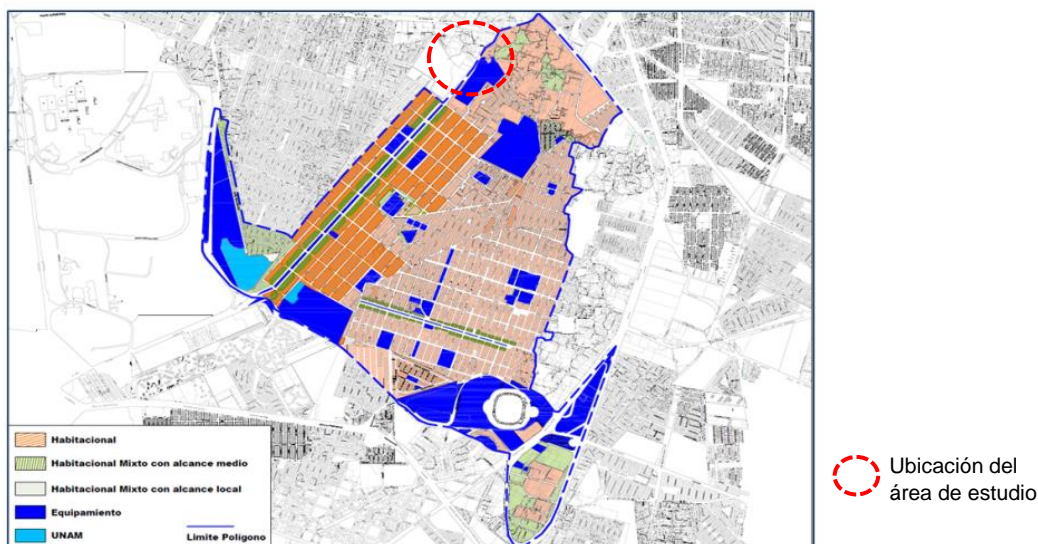 Habitacional
Habitacional Mixto con alcance medio
Habitacional Mixto con alcance local
Equipamiento
UNAM
Limite Polígono
Ubicación del
área de estudio